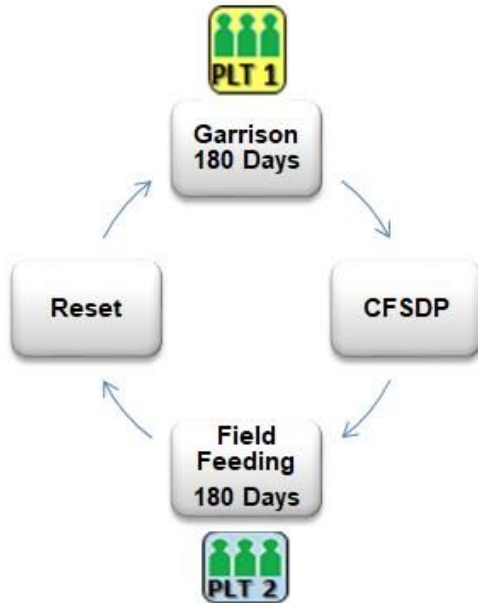 PLT 1
Garrison
180 Days
Reset
CFSDP
Field
Feeding
180 Days
PLT 2